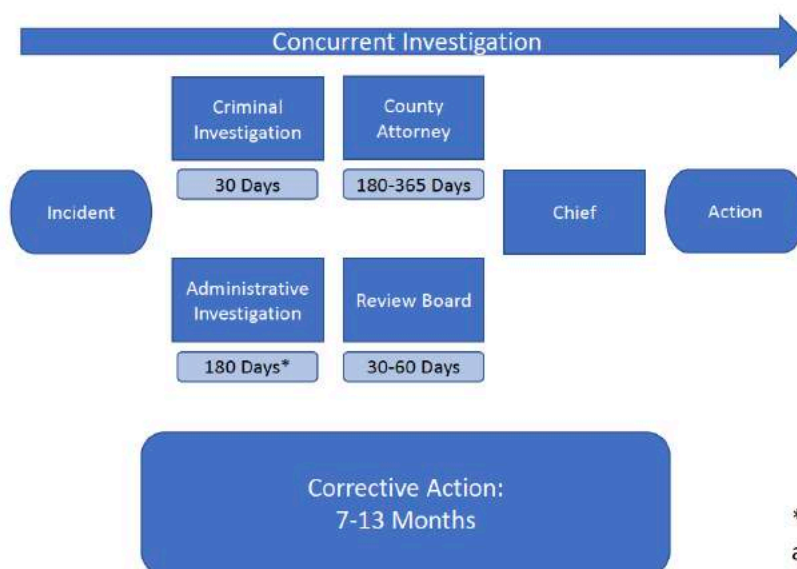 Concurrent Investigation
Criminal
Investigation
30 Days
County
Attorney
180-365 Days
Incident
Chief
Action
Administrative
Investigation
180 Days*
Review Board
30-60 Days
Corrective Action:
7-13 Months
*